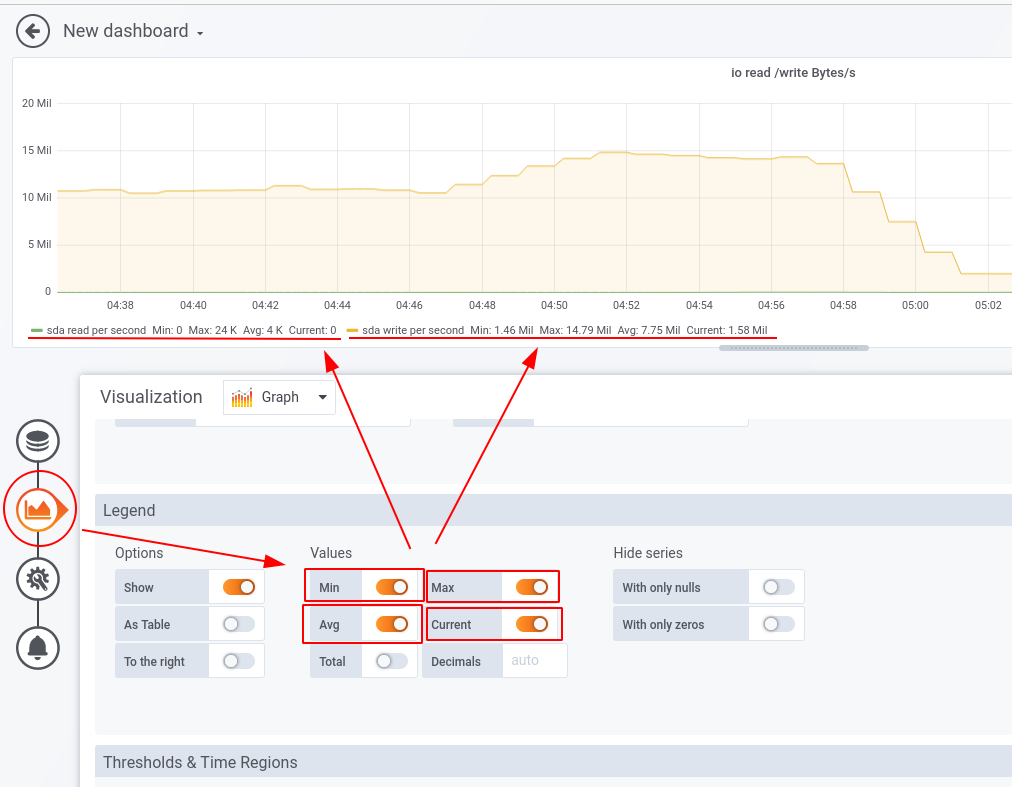 New dashboard
io read /write Bytes/s
20 Mil
15 Mil
10 Mil
5 Mil
0
04:38 04:40 04:42 04:44 04:46 04:48 04:50 04:52 04:54 04:56 04:58 05:00 05:02
sda read per second Min: 0 Max: 24 K Avg: 4 K Current: 0 sda write per second Min: 1.46 Mil Max: 14.79 Mil Avg: 7.75 Mil Current: 1.58 Mil
Visualization Graph
Legend
Options Values Hide series
Show Min Max With only nulls
As Table Avg Current With only zeros
To the right Total Decimals auto
Thresholds & Time Regions